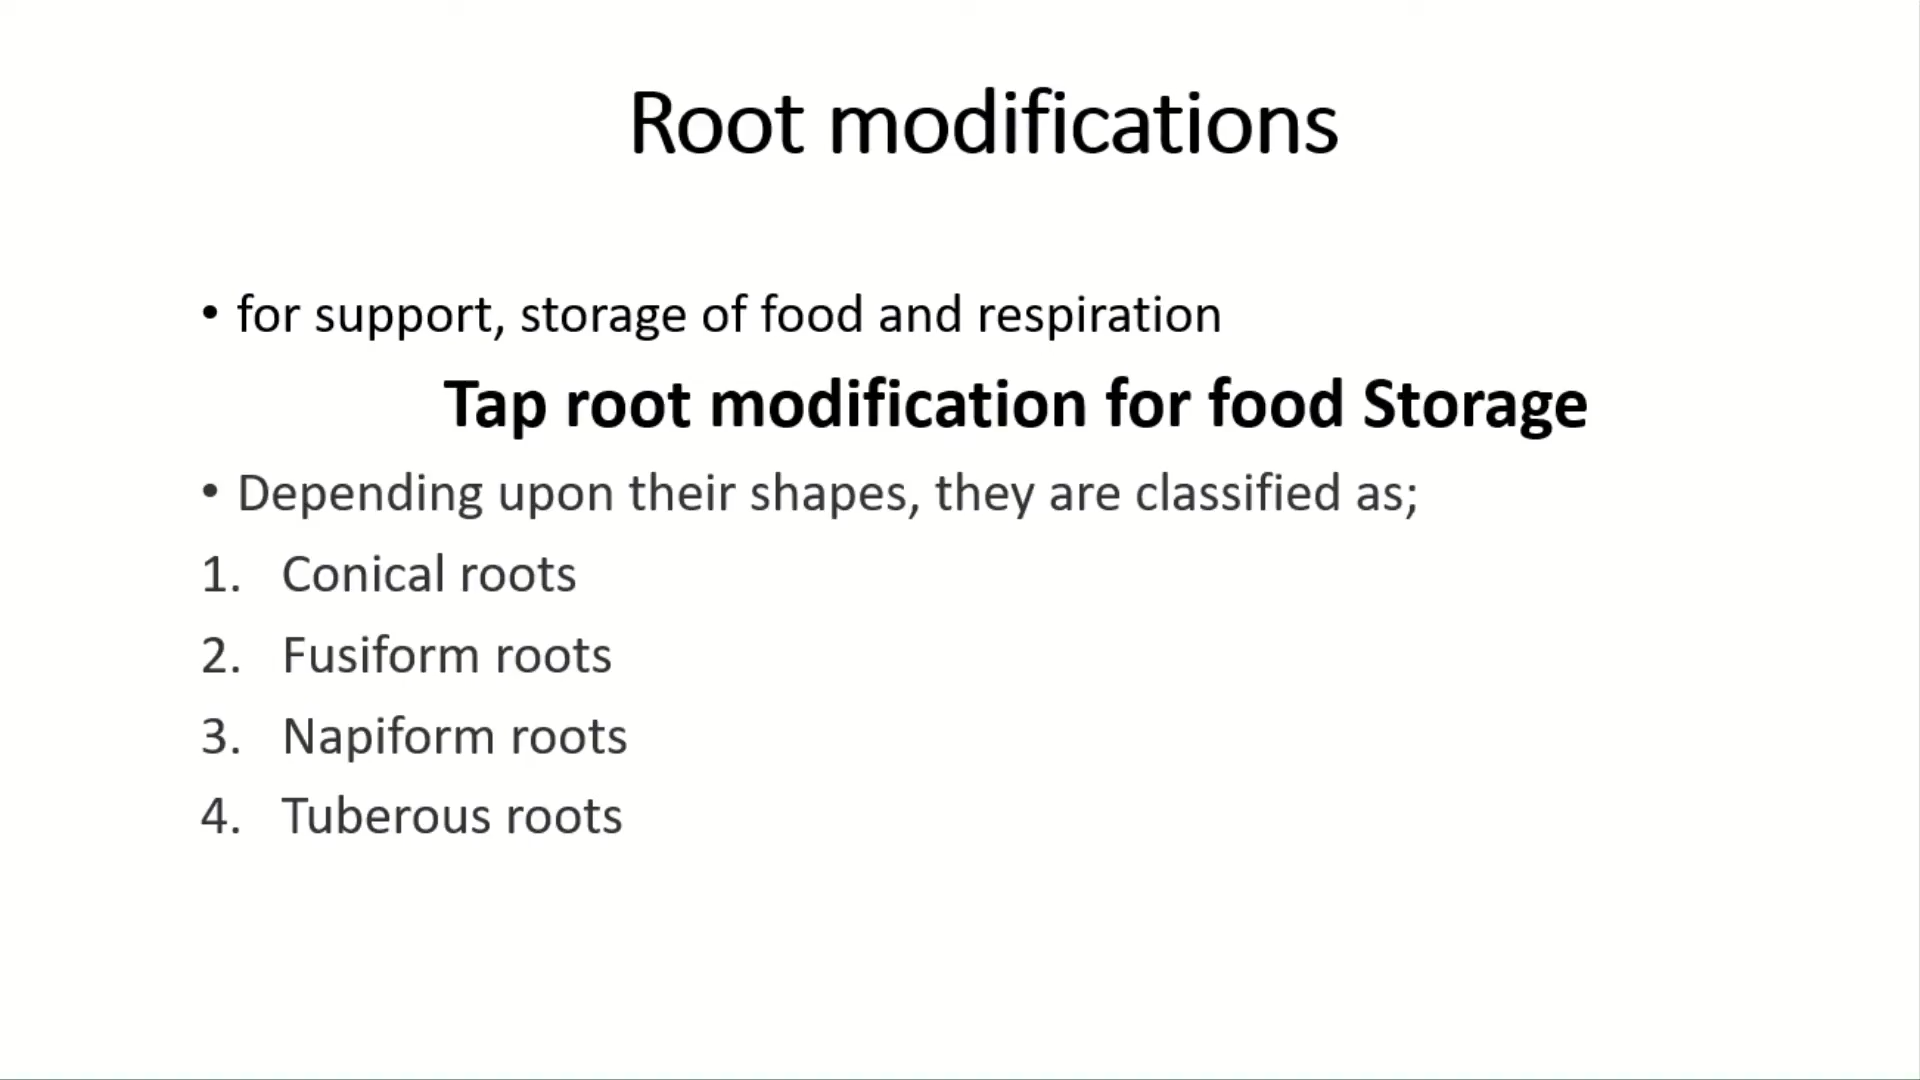 Root modifications
• for support, storage of food and respiration
Tap root modification for food Storage
• Depending upon their shapes, they are classified as;
1. Conical roots
2. Fusiform roots
3. Napiform roots
4. Tuberous roots